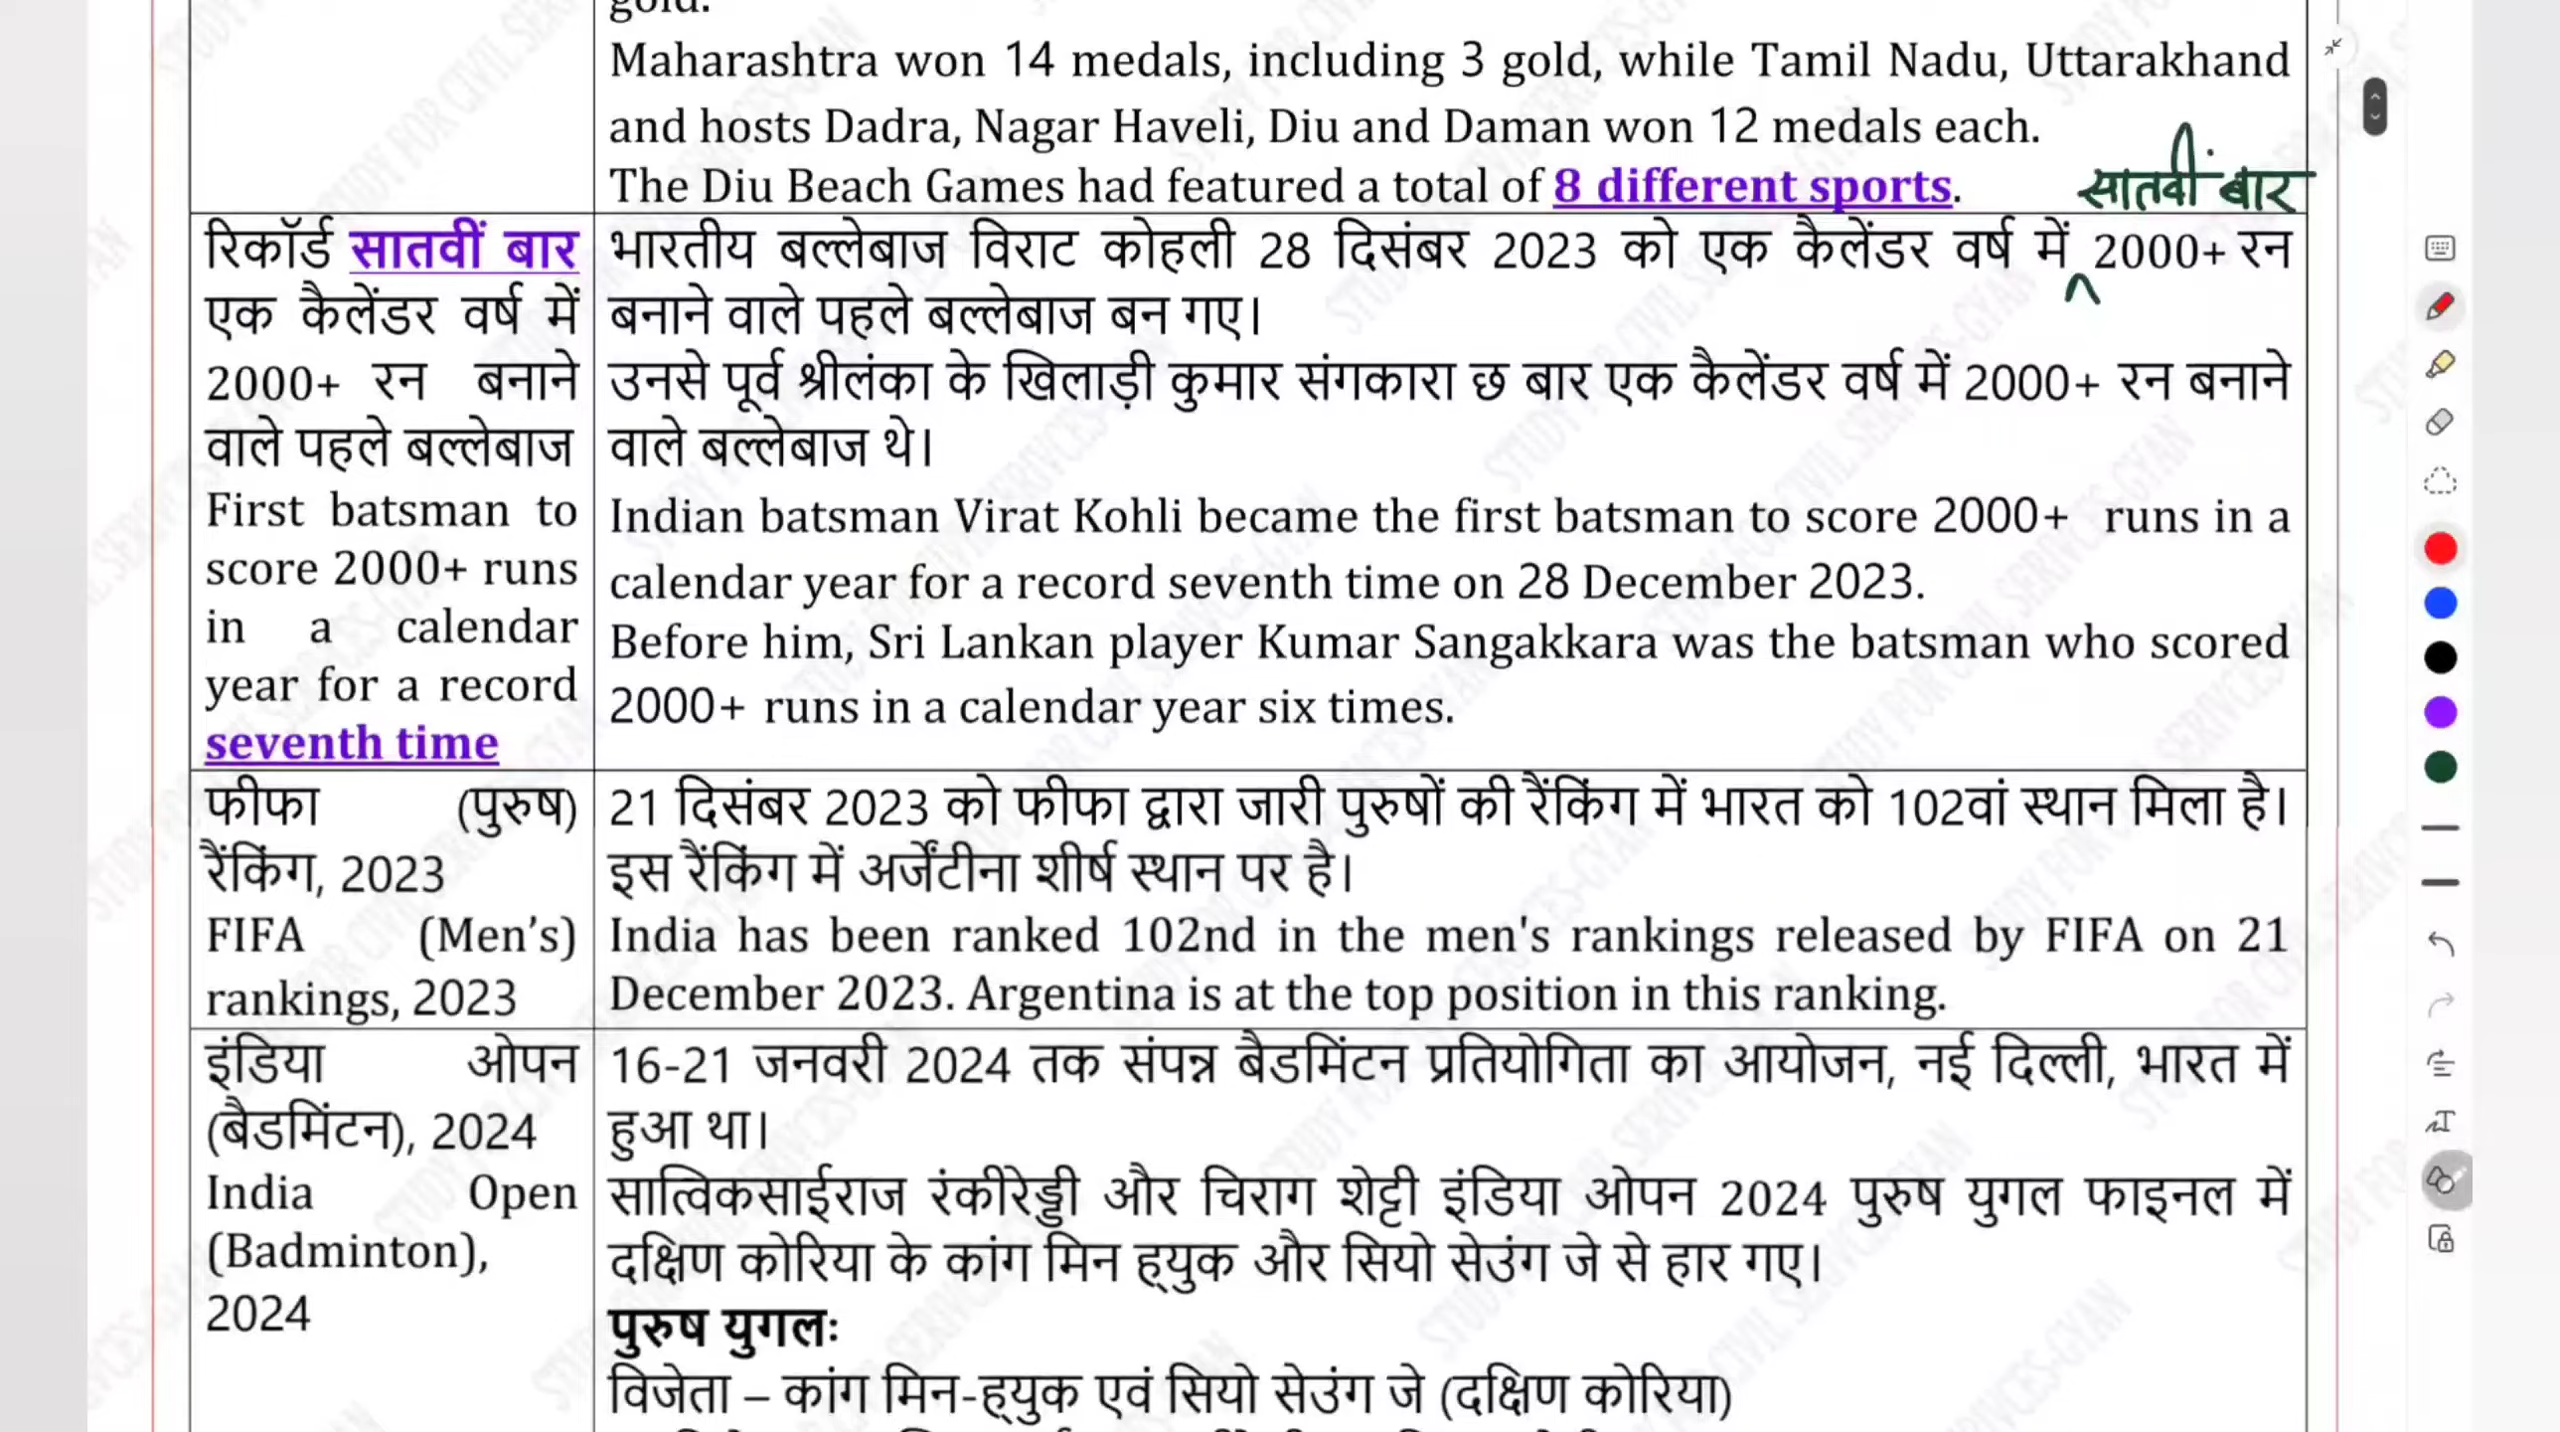 gold.
Maharashtra won 14 medals, including 3 gold, while Tamil Nadu, Uttarakhand
and hosts Dadra, Nagar Haveli, Diu and Daman won 12 medals each.
The Diu Beach Games had featured a total of 8 different sports.
सातवीं बार
रिकॉर्ड सातवीं बार
एक कैलेंडर वर्ष में
2000+ रन बनाने
वाले पहले बल्लेबाज
First batsman to
score 2000+ runs
in a calendar
year for a record
seventh time
भारतीय बल्लेबाज विराट कोहली 28 दिसंबर 2023 को एक कैलेंडर वर्ष में 2000+ रन
बनाने वाले पहले बल्लेबाज बन गए।
उनसे पूर्व श्रीलंका के खिलाड़ी कुमार संगकारा छ बार एक कैलेंडर वर्ष में 2000+ रन बनाने
वाले बल्लेबाज थे।
Indian batsman Virat Kohli became the first batsman to score 2000+ runs in a
calendar year for a record seventh time on 28 December 2023.
Before him, Sri Lankan player Kumar Sangakkara was the batsman who scored
2000+ runs in a calendar year six times.
फीफा (पुरुष)
रैंकिंग, 2023
FIFA (Men’s)
rankings, 2023
21 दिसंबर 2023 को फीफा द्वारा जारी पुरुषों की रैंकिंग में भारत को 102वां स्थान मिला है।
इस रैंकिंग में अर्जेंटीना शीर्ष स्थान पर है।
India has been ranked 102nd in the men's rankings released by FIFA on 21
December 2023. Argentina is at the top position in this ranking.
इंडिया ओपन
(बैडमिंटन), 2024
India Open
(Badminton),
2024
16-21 जनवरी 2024 तक संपन्न बैडमिंटन प्रतियोगिता का आयोजन, नई दिल्ली, भारत में
हुआ था।
सात्विकसाईराज रंकीरेड्डी और चिराग शेट्टी इंडिया ओपन 2024 पुरुष युगल फाइनल में
दक्षिण कोरिया के कांग मिन ह्युक और सियो सेउंग जे से हार गए।
पुरुष युगलः
विजेता – कांग मिन-ह्युक एवं सियो सेउंग जे (दक्षिण कोरिया)